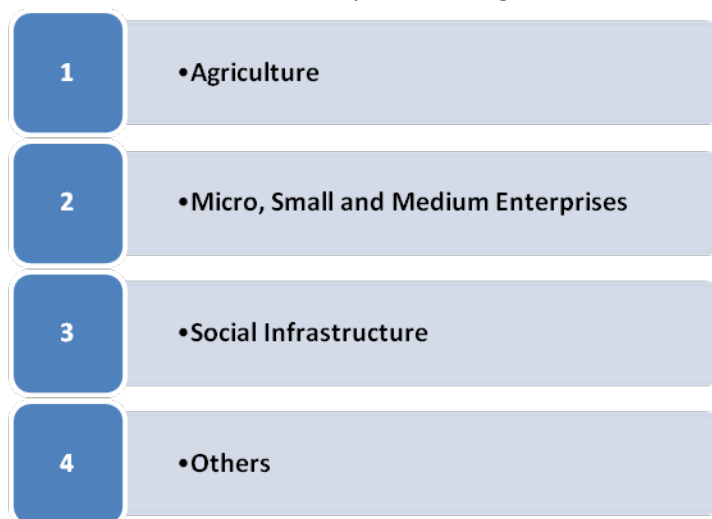 1 •Agriculture
2 •Micro, Small and Medium Enterprises
3 •Social Infrastructure
4 •Others